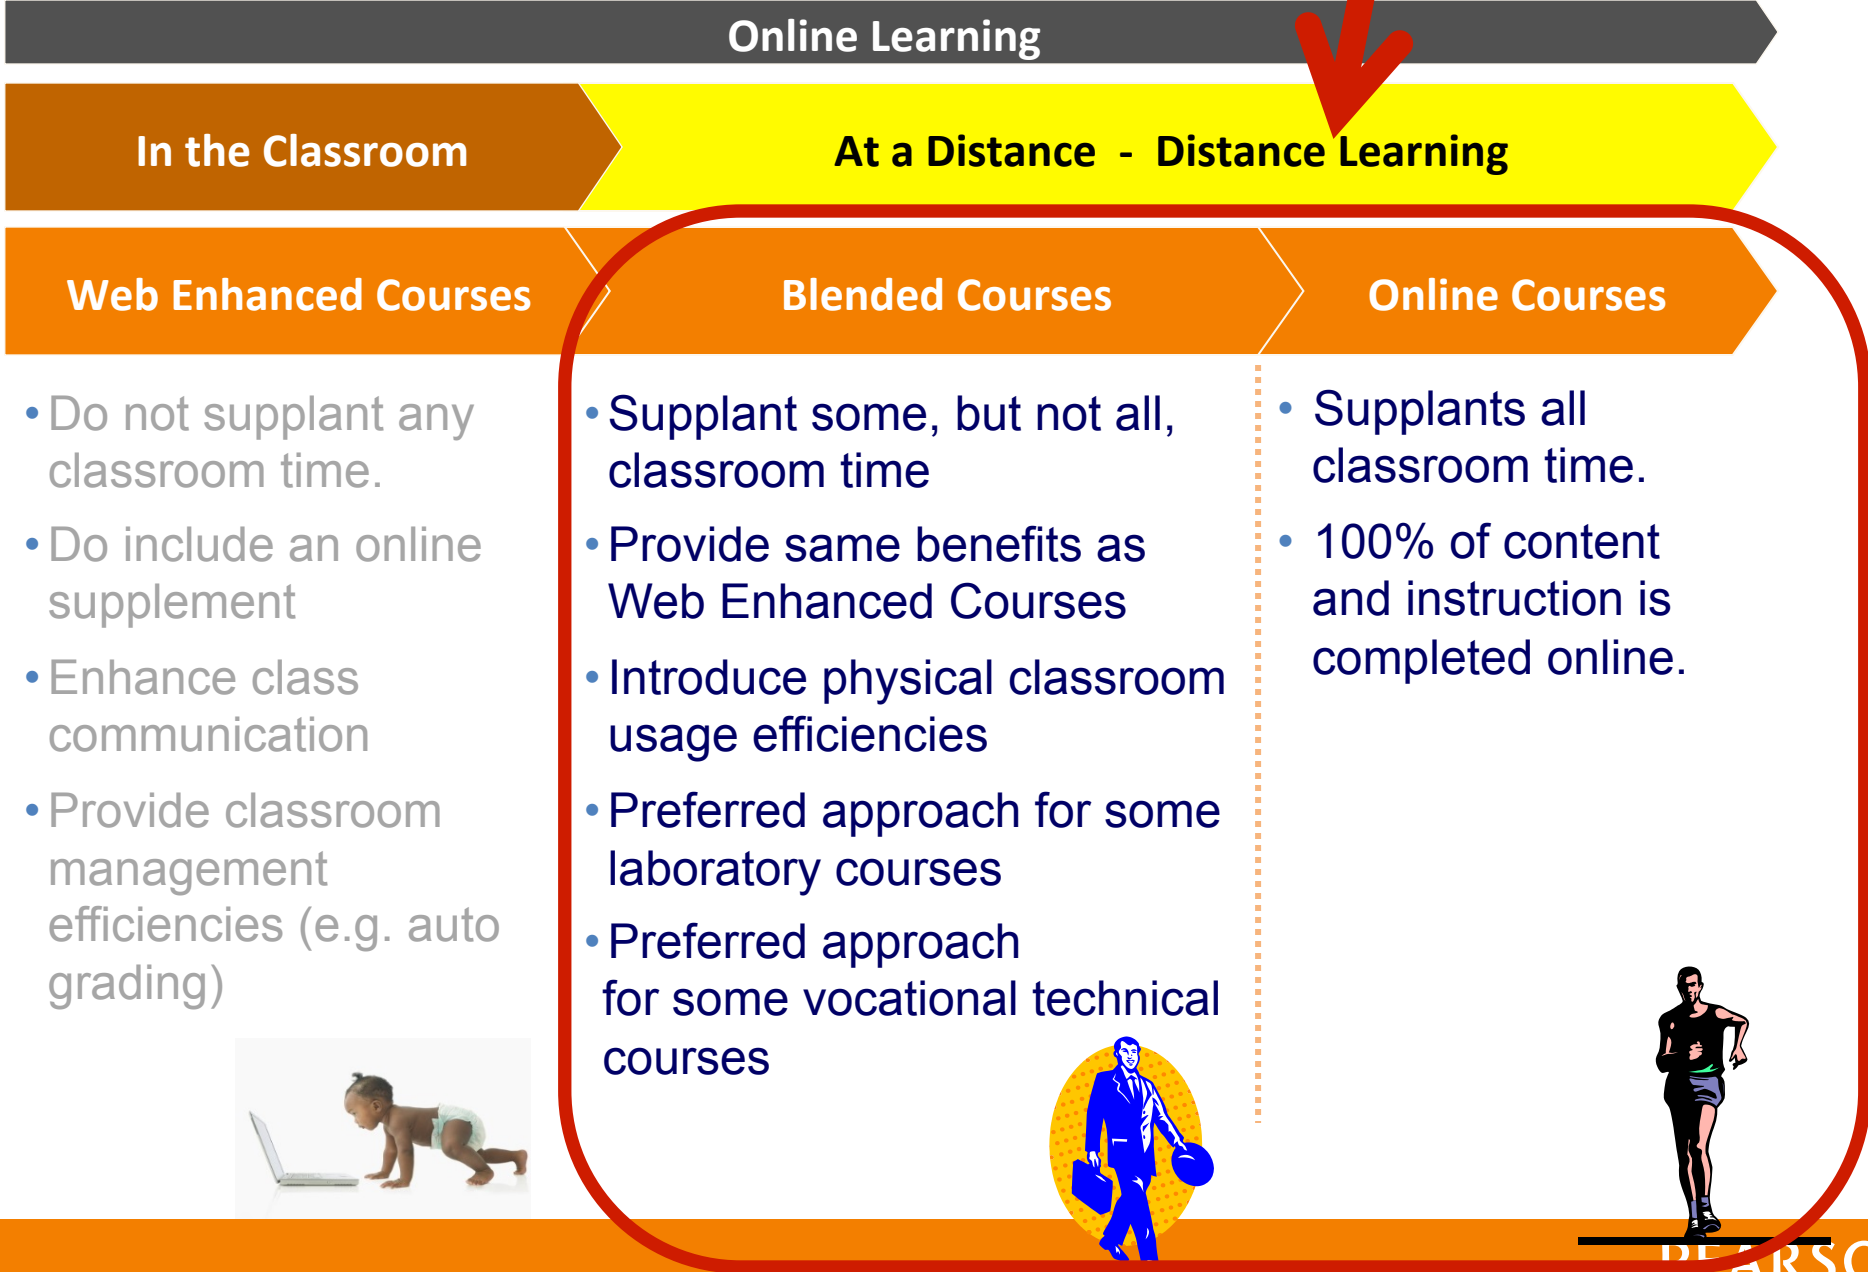 Online Learning
In the Classroom
At a Distance - Distance Learning
Web Enhanced Courses
Blended Courses
Online Courses
• Do not supplant any
classroom time.
• Do include an online
supplement
• Enhance class
communication
• Provide classroom
management
efficiencies (e.g. auto
grading)
• Supplant some, but not all,
classroom time
• Provide same benefits as
Web Enhanced Courses
• Introduce physical classroom
usage efficiencies
• Preferred approach for some
laboratory courses
• Preferred approach
for some vocational technical
courses
• Supplants all
classroom time.
• 100% of content
and instruction is
completed online.